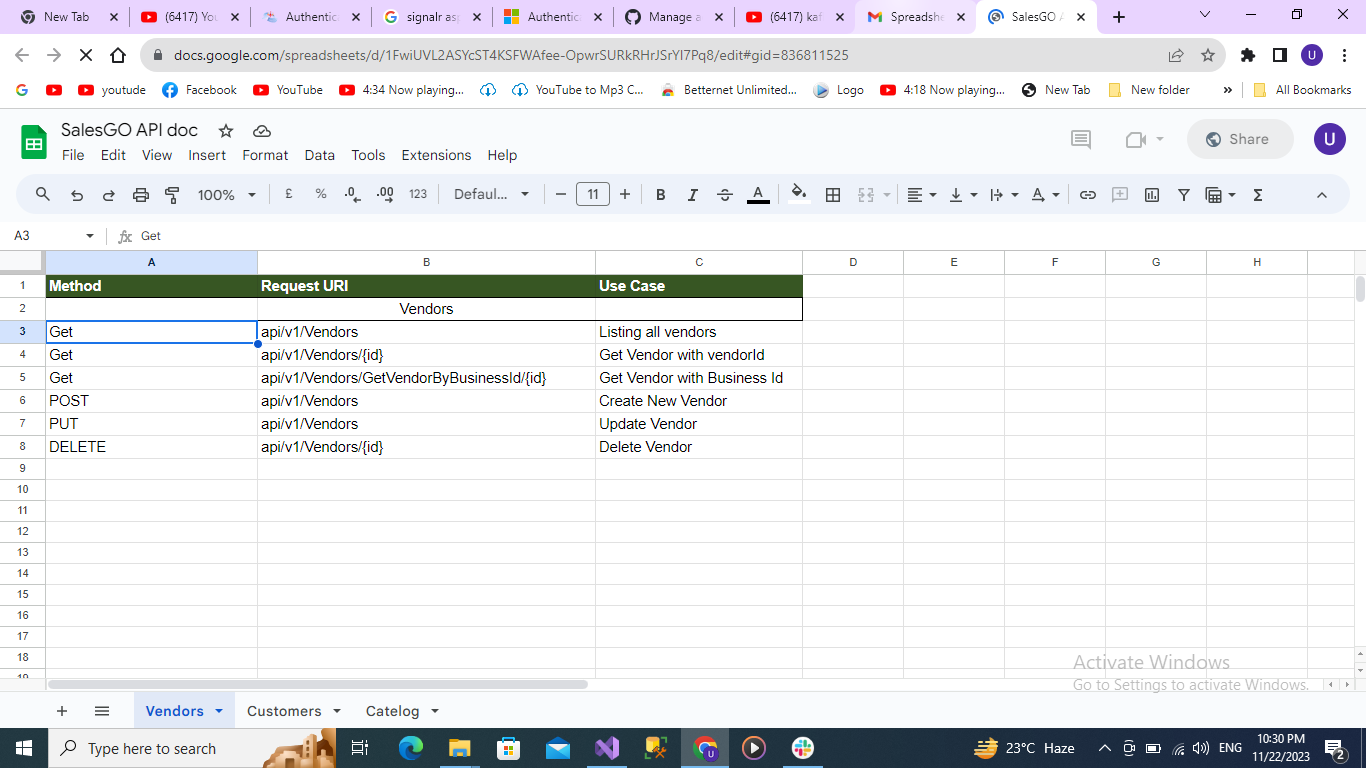 New Tab
(6417) You
Authentic
signalr asp
Authentic
Manage a
(6417) ka
Spreadshe
SalesGO A
docs.google.com/spreadsheets/d/1FwiUVL2ASYcST4KSFWAfee-OpwrSURkRHrJSrYI7Pq8/edit#gid=836811525
U
youtude
Facebook
YouTube
4:34 Now playing...
YouTube to Mp3 C...
Betternet Unlimited...
Logo
4:18 Now playing...
New Tab
New folder
»
All Bookmarks
SalesGO API doc
Share
U
File Edit View Insert Format Data Tools Extensions Help
100% £ % .0 .00 123 Defaul... − 11 + B I S A
A3 fx Get
A B C D E F G H
1 Method Request URI Use Case
2 Vendors
3 Get api/v1/Vendors Listing all vendors
4 Get api/v1/Vendors/{id} Get Vendor with vendorId
5 Get api/v1/Vendors/GetVendorByBusinessId/{id} Get Vendor with Business Id
6 POST api/v1/Vendors Create New Vendor
7 PUT api/v1/Vendors Update Vendor
8 DELETE api/v1/Vendors/{id} Delete Vendor
9
10
11
12
13
14
15
16
17
18
19
Activate Windows
Go to Settings to activate Windows.
Vendors Customers Catelog
Type here to search
23°C Haze
ENG
10:30 PM
11/22/2023
2